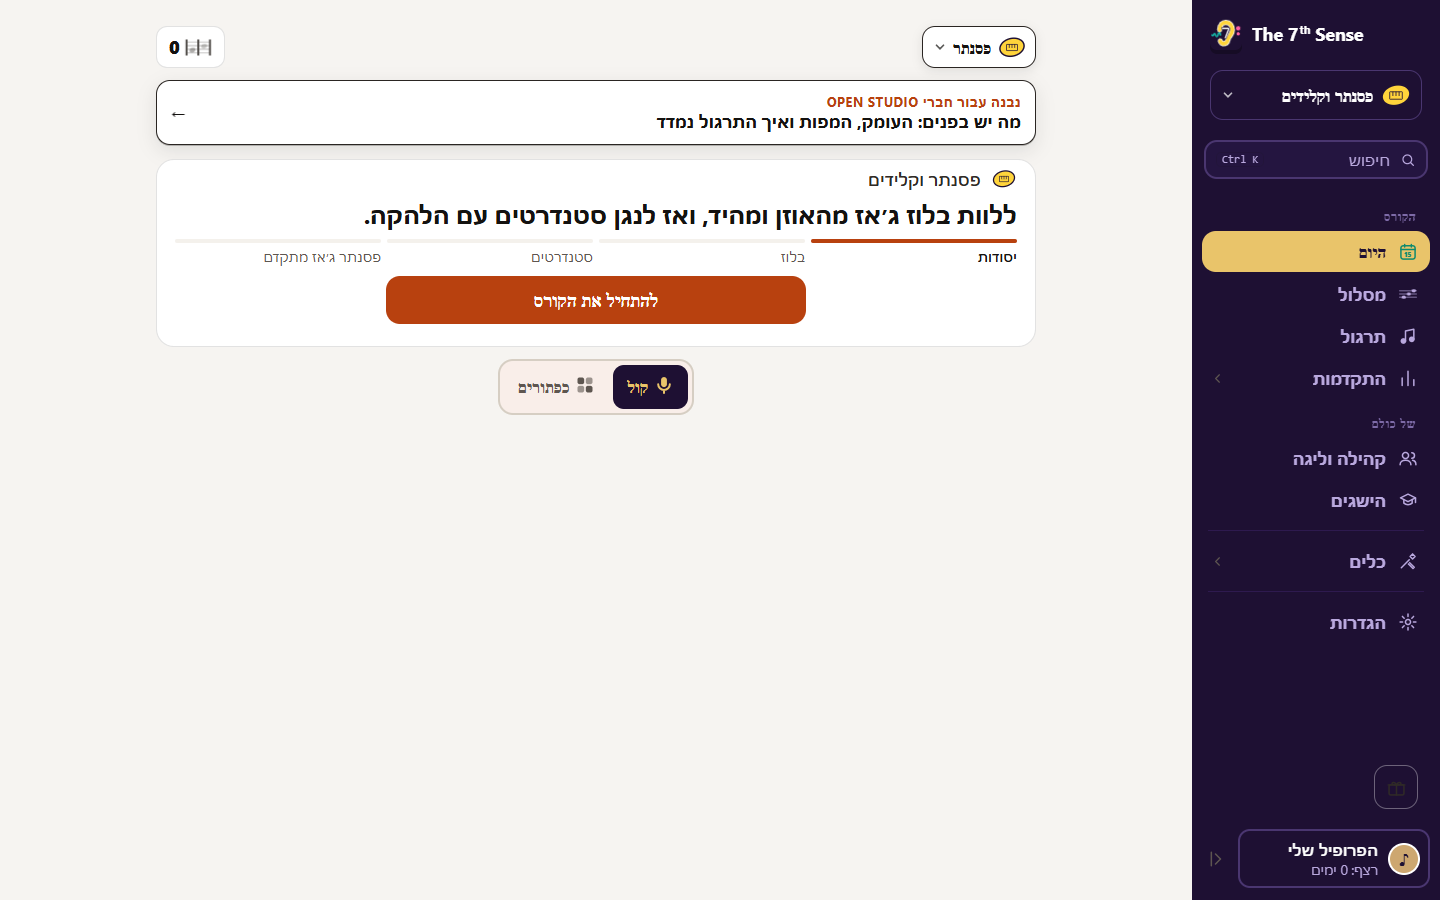 The 7th Sense
פסנתר וקלידים
חיפוש
Ctrl K
הקורס
היום
15
מסלול
תרגול
התקדמות
של כולם
קהילה וליגה
הישגים
כלים
הגדרות
הפרופיל שלי
רצף: 0 ימים
פסנתר
0
נבנה עבור חברי OPEN STUDIO
מה יש בפנים: העומק, המפות ואיך התרגול נמדד
←
פסנתר וקלידים
ללוות בלוז ג׳אז מהאוזן ומהיד, ואז לנגן סטנדרטים עם הלהקה.
יסודות
בלוז
סטנדרטים
פסנתר ג׳אז מתקדם
להתחיל את הקורס
קול
כפתורים